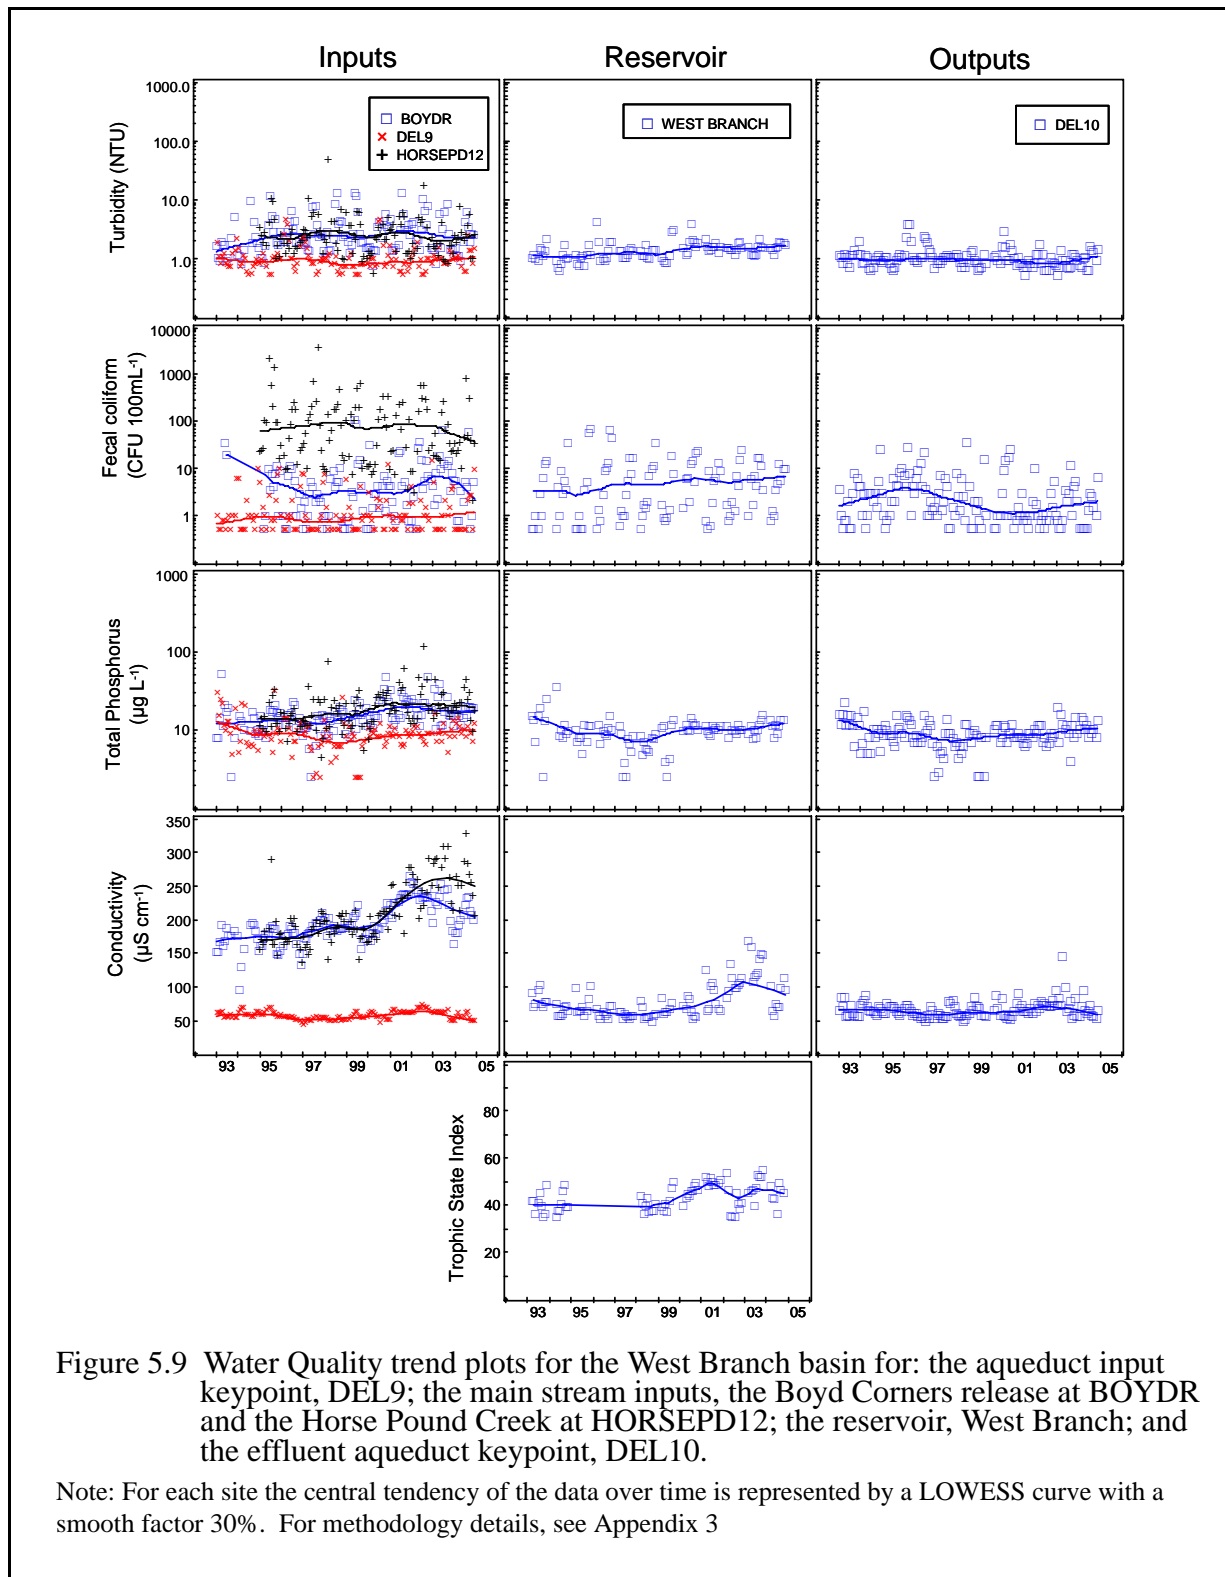 Inputs
Reservoir
Outputs
Turbidity (NTU)
1000.0
100.0
10.0
1.0
BOYDR
DEL9
HORSEPD12
WEST BRANCH
DEL10
Fecal coliform
(CFU 100mL-1)
10000
1000
100
10
1
Total Phosphorus
(µg L-1)
1000
100
10
Conductivity
(µS cm-1)
350
300
250
200
150
100
50
93 95 97 99 01 03 05
93 95 97 99 01 03 05
Trophic State Index
80
60
40
20
93 95 97 99 01 03 05
Figure 5.9 Water Quality trend plots for the West Branch basin for: the aqueduct input
keypoint, DEL9; the main stream inputs, the Boyd Corners release at BOYDR
and the Horse Pound Creek at HORSEPD12; the reservoir, West Branch; and
the effluent aqueduct keypoint, DEL10.
Note: For each site the central tendency of the data over time is represented by a LOWESS curve with a
smooth factor 30%. For methodology details, see Appendix 3